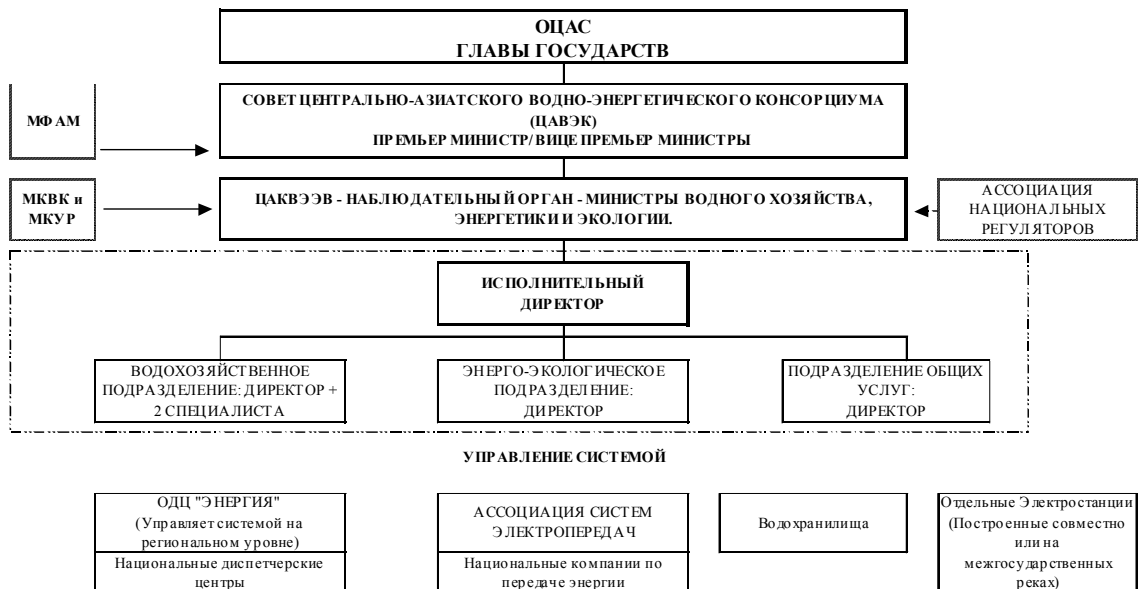 ОЦАС
ГЛАВЫ ГОСУДАРСТВ
МФАМ
СОВЕТ ЦЕНТРАЛЬНО-АЗИАТСКОГО ВОДНО-ЭНЕРГЕТИЧЕСКОГО КОНСОРЦИУМА
(ЦАВЭК)
ПРЕМЬЕР МИНИСТР/ВИЦЕ ПРЕМЬЕР МИНИСТРЫ
МКВК и
МКУР
ЦАКВЭЭВ - НАБЛЮДАТЕЛЬНЫЙ ОРГАН - МИНИСТРЫ ВОДНОГО ХОЗЯЙСТВА,
ЭНЕРГЕТИКИ И ЭКОЛОГИИ.
АССОЦИАЦИЯ
НАЦИОНАЛЬНЫХ
РЕГУЛЯТОРОВ
ИСПОЛНИТЕЛЬНЫЙ
ДИРЕКТОР
ВОДОХОЗЯЙСТВЕННОЕ
ПОДРАЗДЕЛЕНИЕ: ДИРЕКТОР +
2 СПЕЦИАЛИСТА
ЭНЕРГО-ЭКОЛОГИЧЕСКОЕ
ПОДРАЗДЕЛЕНИЕ:
ДИРЕКТОР
ПОДРАЗДЕЛЕНИЕ ОБЩИХ
УСЛУГ:
ДИРЕКТОР
УПРАВЛЕНИЕ СИСТЕМОЙ
ОДЦ "ЭНЕРГИЯ"
(Управляет системой на
региональном уровне)
Национальные диспетчерские
центры
АССОЦИАЦИЯ СИСТЕМ
ЭЛЕКТРОПЕРЕДАЧ
Национальные компании по
передаче энергии
Водохранилища
Отдельные Электростанции
(Построенные совместно
или на
межгосударственных
реках)